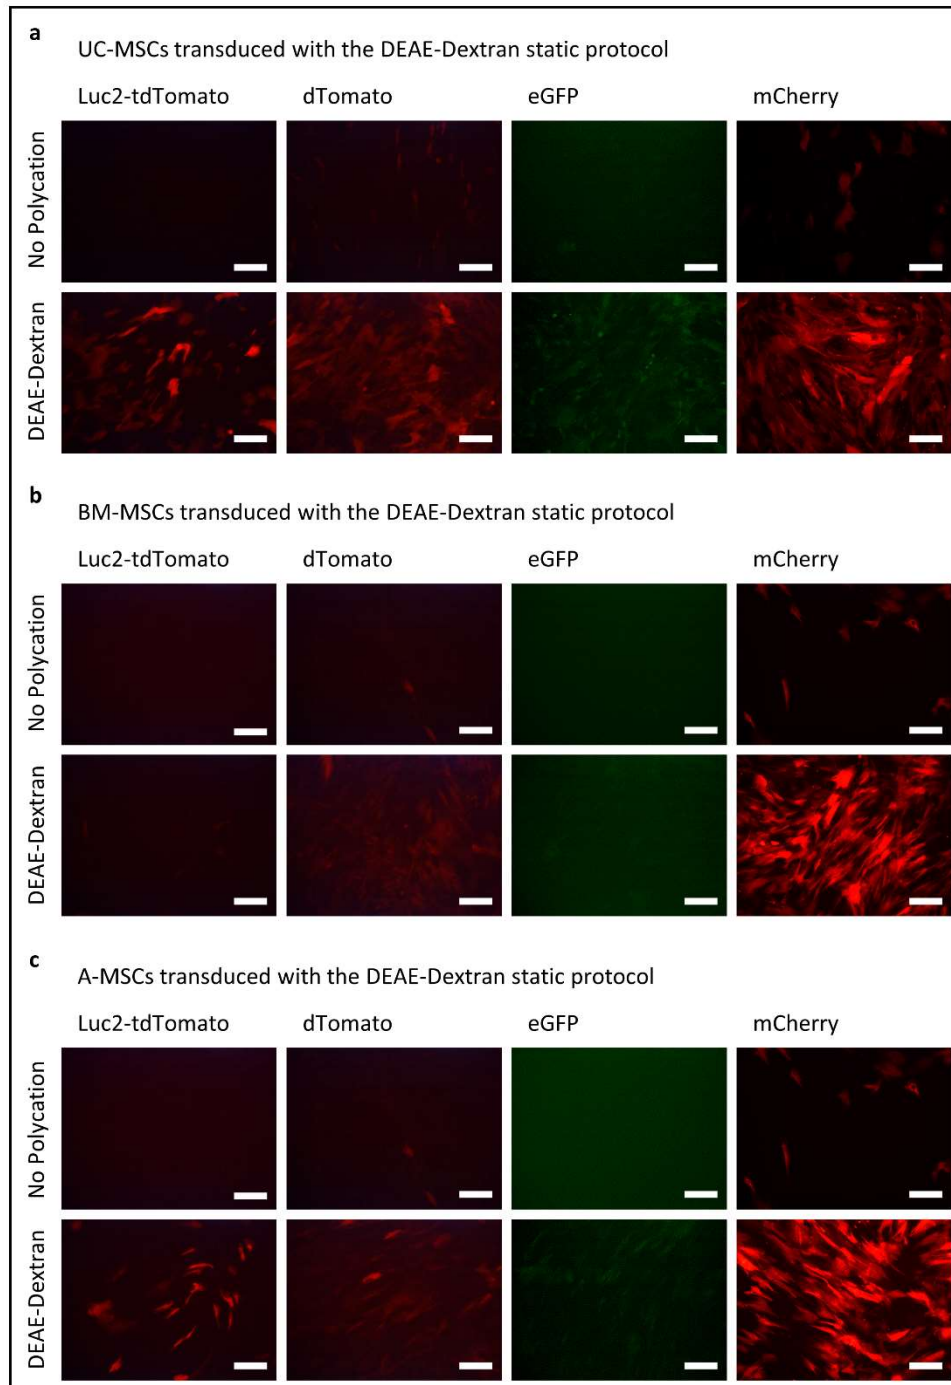 a
UC-MSCs transduced with the DEAE-Dextran static protocol
Luc2-tdTomato dTomato eGFP mCherry
No Polycation
DEAE-Dextran
b
BM-MSCs transduced with the DEAE-Dextran static protocol
Luc2-tdTomato dTomato eGFP mCherry
No Polycation
DEAE-Dextran
c
A-MSCs transduced with the DEAE-Dextran static protocol
Luc2-tdTomato dTomato eGFP mCherry
No Polycation
DEAE-Dextran